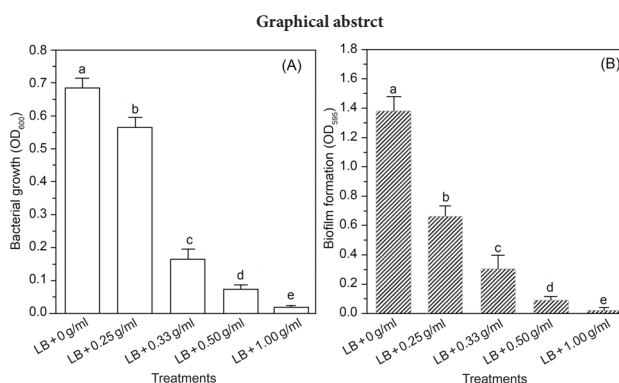 Graphical abstrct
0.8
0.7
0.6
0.5
0.4
0.3
0.2
0.1
0.0
Bacterial growth (OD600)
(A)
a
b
c
d
e
LB + 0 g/ml
LB + 0.25 g/ml
LB + 0.33 g/ml
LB + 0.50 g/ml
LB + 1.00 g/ml
Treatments
1.8
1.6
1.4
1.2
1.0
0.8
0.6
0.4
0.2
0.0
Biofilm formation (OD595)
(B)
a
b
c
d
e
LB + 0 g/ml
LB + 0.25 g/ml
LB + 0.33 g/ml
LB + 0.50 g/ml
LB + 1.00 g/ml
Treatments